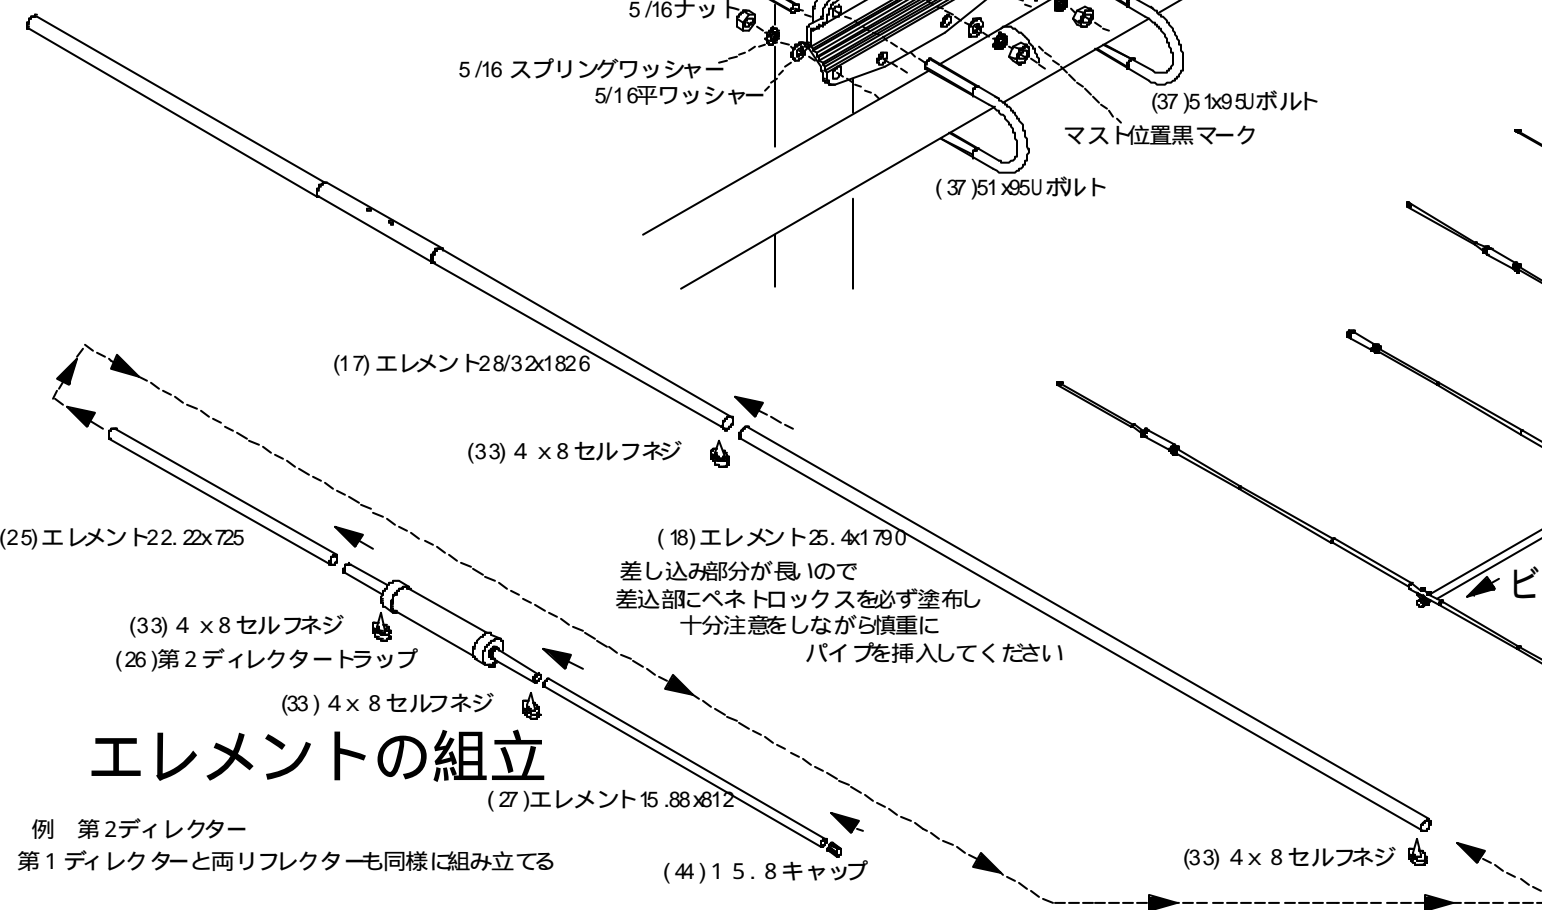 5/16ナット
5/16 スプリングワッシャー
5/16平ワッシャー
(37)51x95Uボルト
マスト位置黒マーク
(37)51x95Uボルト
(17)エレメント28/32x1826
(33) 4 x 8 セルフネジ
(25)エレメント22.22x725
(18)エレメント25.4x1790
差し込み部分が長いので
差込部にペネトロックスを必ず塗布し
十分注意をしながら慎重に
パイプを挿入してください
ビ
(33) 4 x 8 セルフネジ
(26)第2ディレクタートラップ
(33) 4 x 8 セルフネジ
エレメントの組立
(27)エレメント15.88x812
例 第2ディレクター
第1ディレクターと両リフレクターも同様に組み立てる
(44)15.8キャップ
(33) 4 x 8 セルフネジ